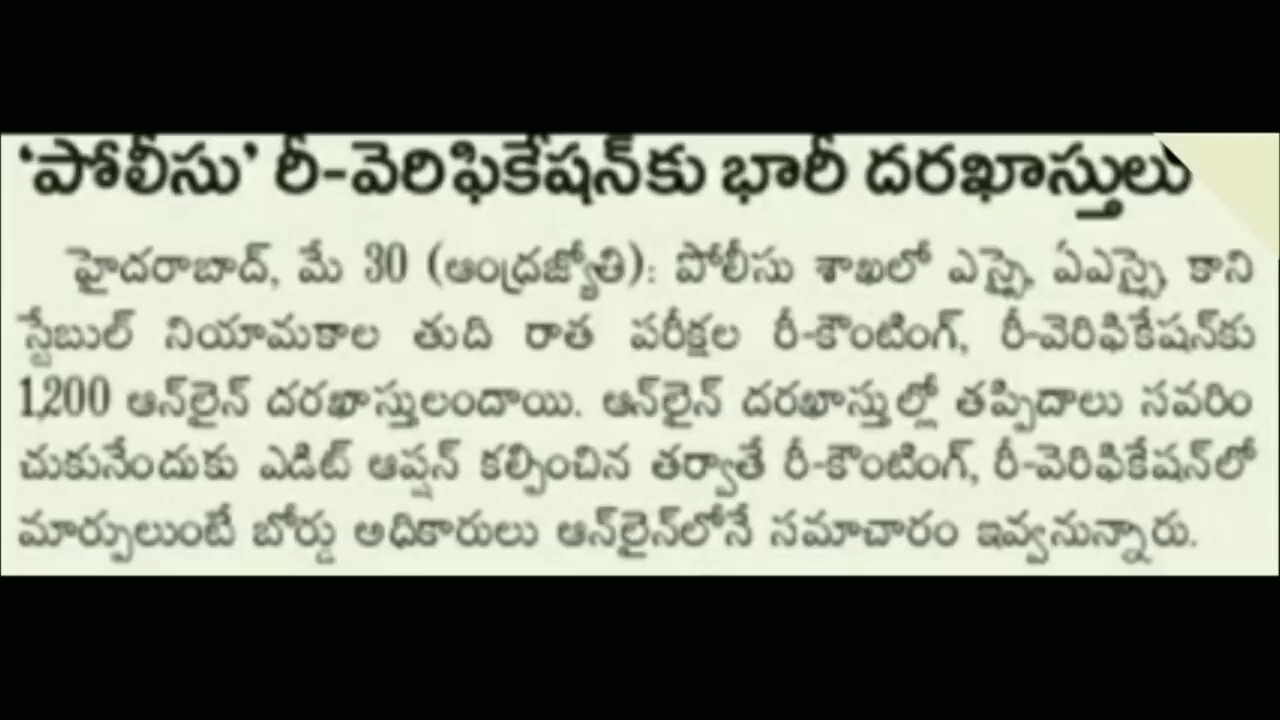 ‘పోలీసు’ రీ-వెరిఫికేషన్‌కు భారీ దరఖాస్తులు
హైదరాబాద్, మే 30 (ఆంధ్రజ్యోతి): పోలీసు శాఖలో ఎస్సై, ఏఎస్సై, కాని
స్టేబుల్ నియామకాల తుది రాత పరీక్షల రీ-కౌంటింగ్, రీ-వెరిఫికేషన్‌కు
1,200 ఆన్‌లైన్ దరఖాస్తులందాయి. ఆన్‌లైన్ దరఖాస్తుల్లో తప్పిదాలు సవరిం
చుకునేందుకు ఎడిట్ ఆప్షన్ కల్పించిన తర్వాతే రీ-కౌంటింగ్, రీ-వెరిఫికేషన్‌లో
మార్పులుంటే బోర్డు అధికారులు ఆన్‌లైన్‌లోనే సమాచారం ఇవ్వనున్నారు.